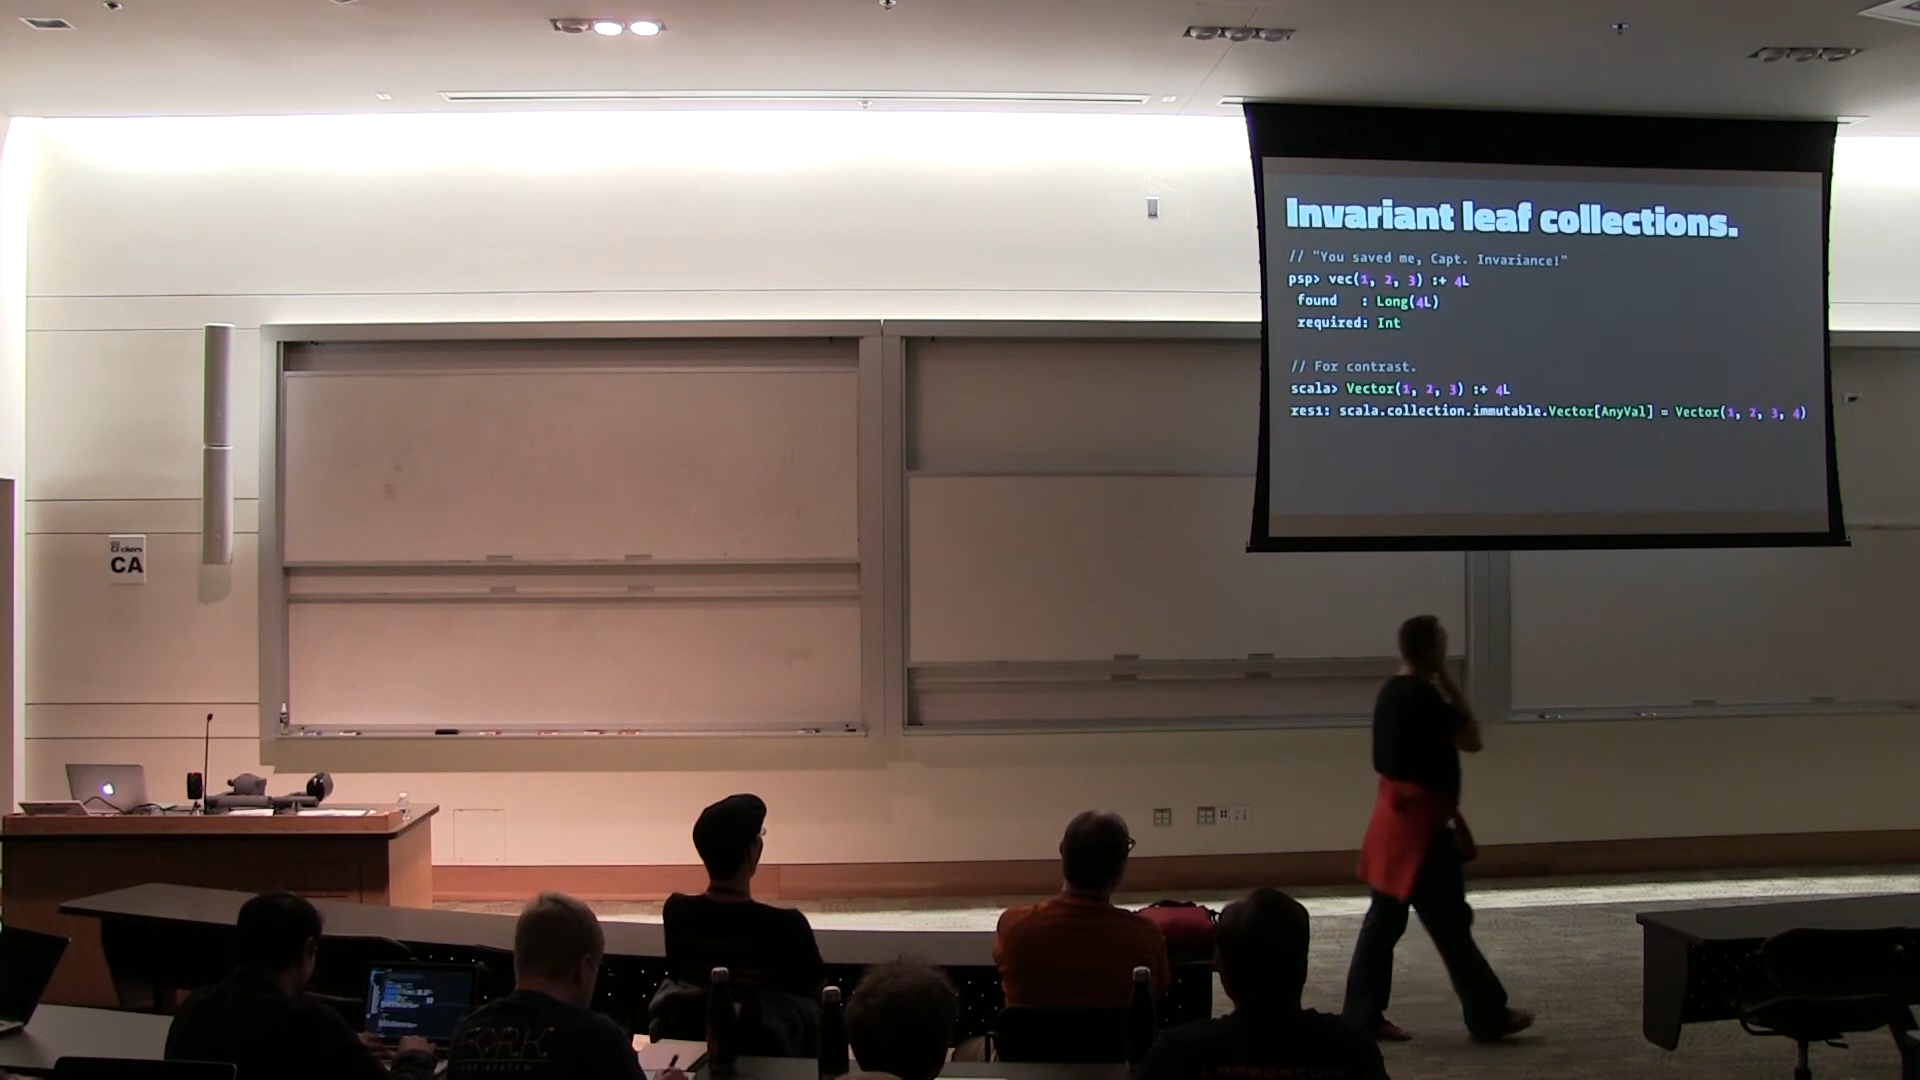 Invariant leaf collections.
// "You saved me, Capt. Invariance!"
psp> vec(1, 2, 3) :+ 4L
found   : Long(4L)
required: Int
// For contrast.
scala> Vector(1, 2, 3) :+ 4L
res1: scala.collection.immutable.Vector[AnyVal] = Vector(1, 2, 3, 4)
CA